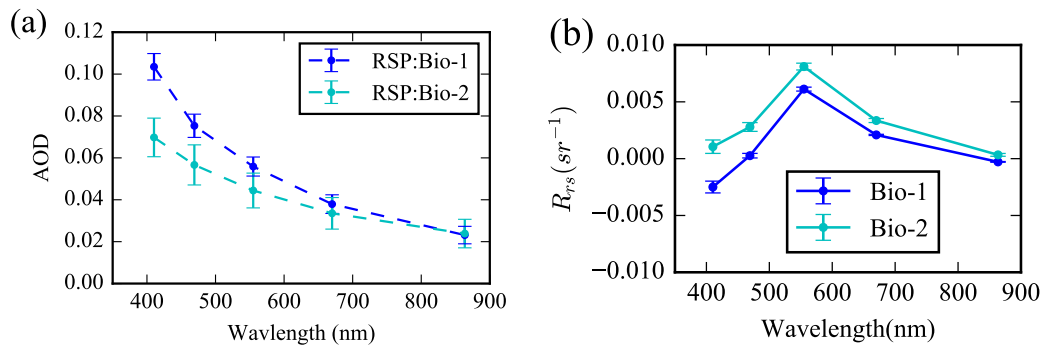 (a)
0.12
0.10
0.08
0.06
0.04
0.02
0.00
AOD
RSP:Bio-1
RSP:Bio-2
400 500 600 700 800 900
Wavlength (nm)
(b)
0.010
0.005
0.000
−0.005
−0.010
R_{rs}(sr^{-1})
Bio-1
Bio-2
400 500 600 700 800 900
Wavelength(nm)